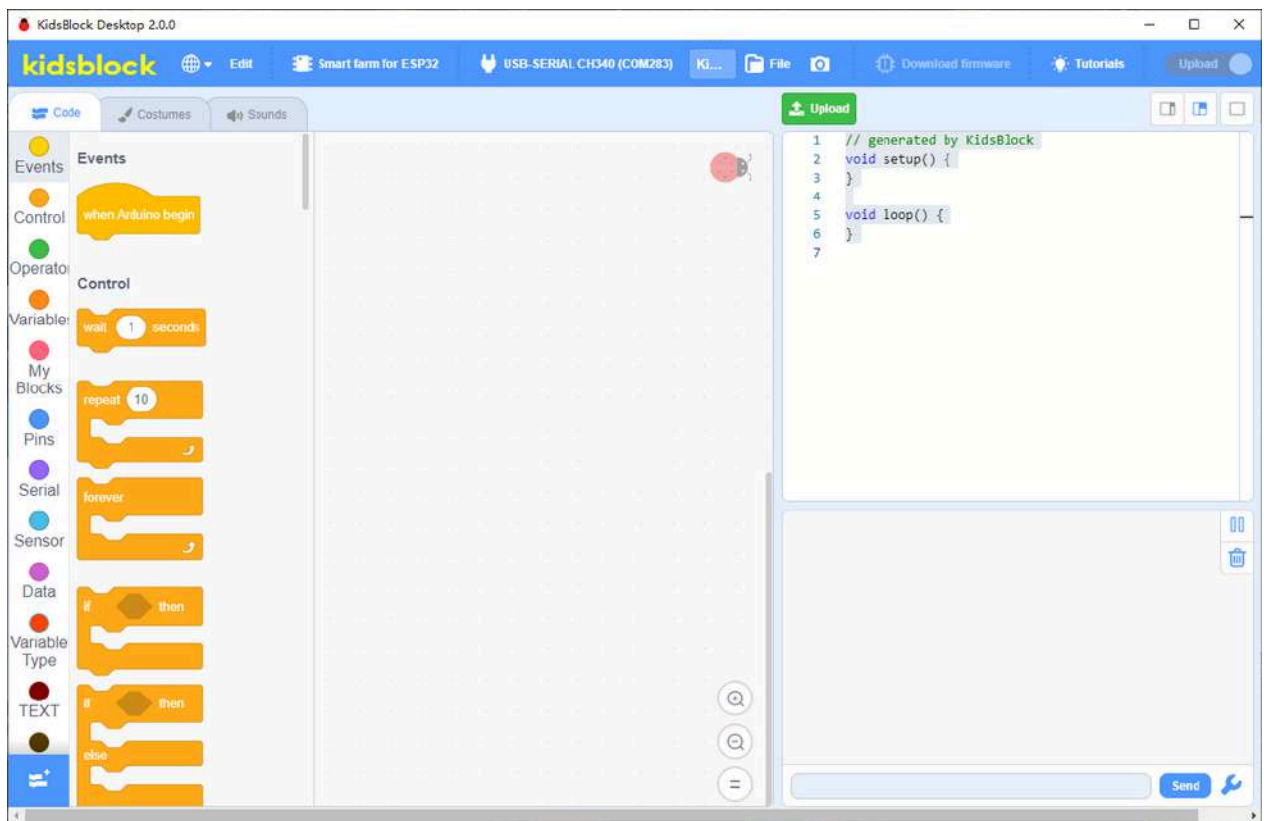 KidsBlock Desktop 2.0.0
kidsblock Edit Smart farm for ESP32 USB-SERIAL CH340 (COM283) Ki... File Download firmware Tutorials Upload
Code Costumes Sounds
Upload
Events
Control
Operator
Variables
My
Blocks
Pins
Serial
Sensor
Data
Variable
Type
TEXT
Events
when Arduino begin
Control
wait 1 seconds
repeat 10
forever
if then
if then
else
1 // generated by KidsBlock
2 void setup() {
3 }
4
5 void loop() {
6 }
7
Send